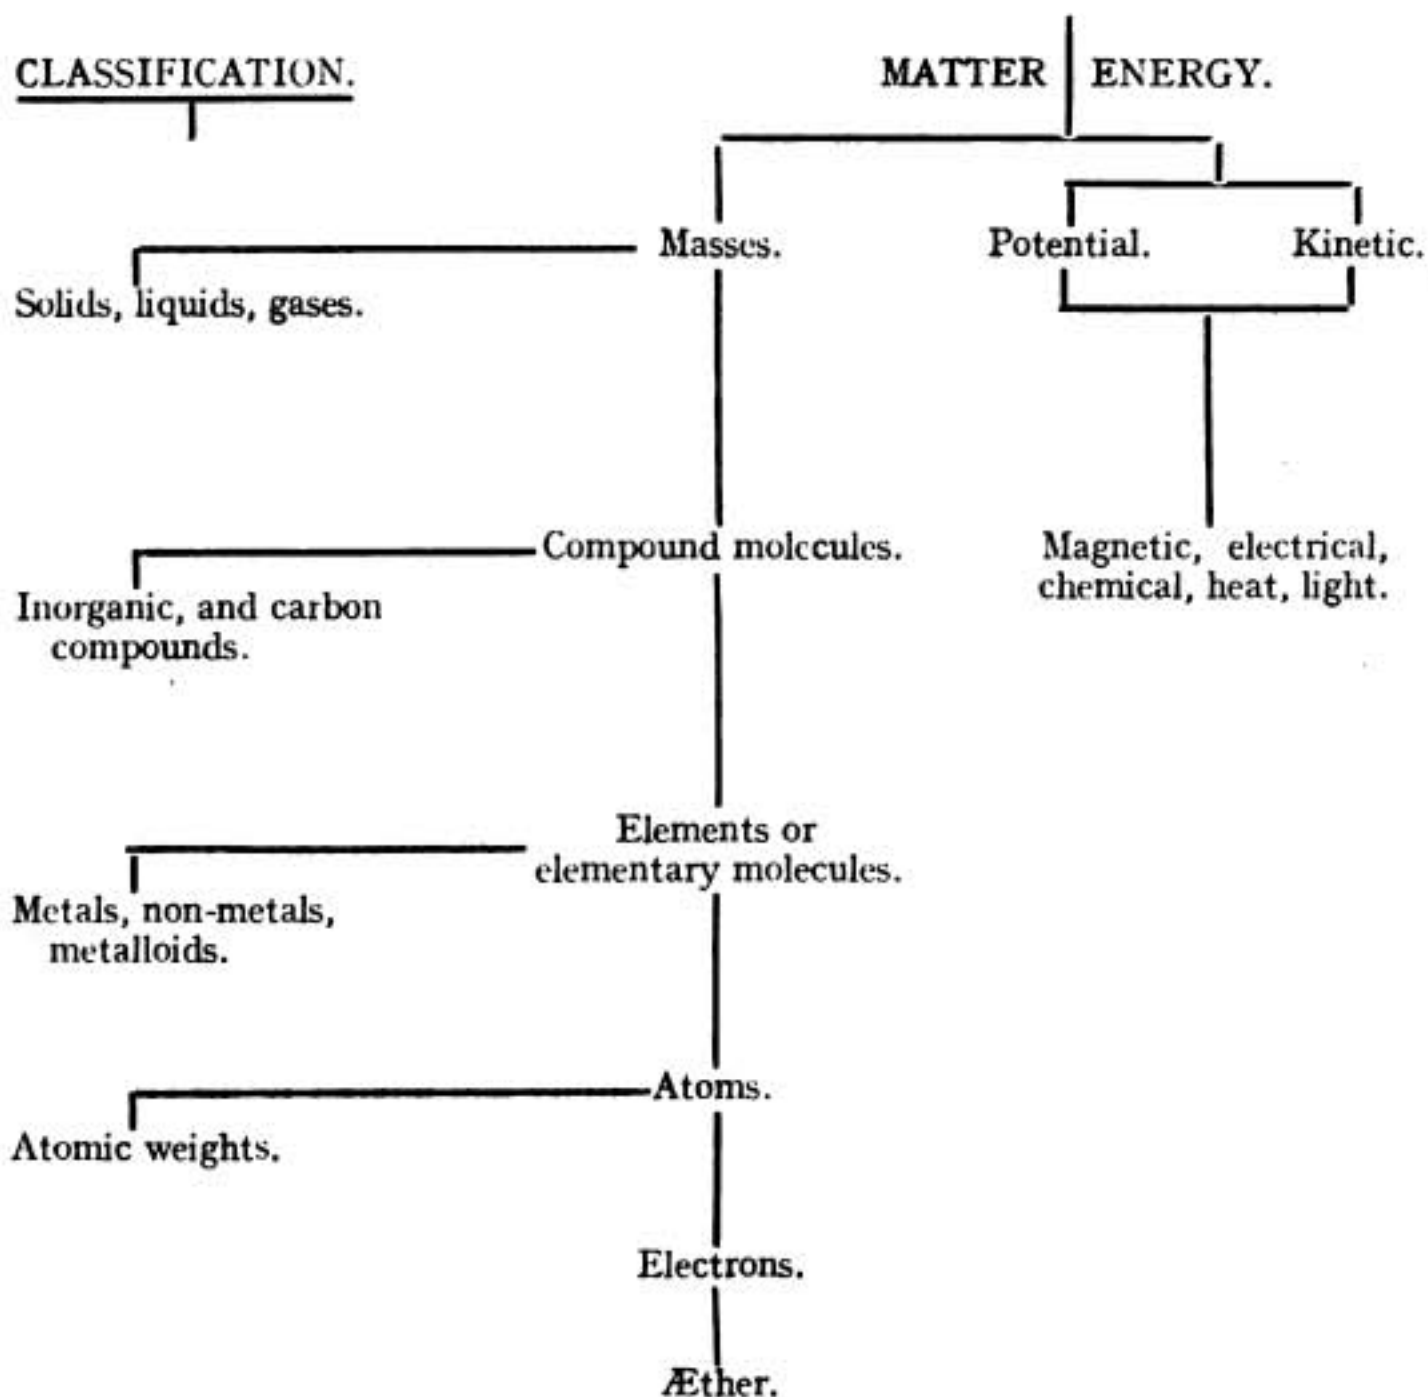 CLASSIFICATION.
MATTER ENERGY.
Masses.
Potential.
Kinetic.
Solids, liquids, gases.
Compound molecules.
Magnetic, electrical,
chemical, heat, light.
Inorganic, and carbon
compounds.
Elements or
elementary molecules.
Metals, non-metals,
metalloids.
Atoms.
Atomic weights.
Electrons.
Æther.